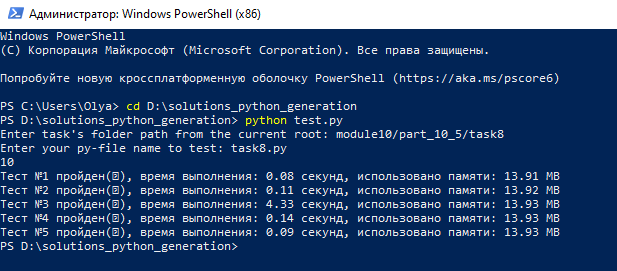 Администратор: Windows PowerShell (x86)
Windows PowerShell
(C) Корпорация Майкрософт (Microsoft Corporation). Все права защищены.
Попробуйте новую кроссплатформенную оболочку PowerShell (https://aka.ms/pscore6)
PS C:\Users\Olya> cd D:\solutions_python_generation
PS D:\solutions_python_generation> python test.py
Enter task's folder path from the current root: module10/part_10_5/task8
Enter your py-file name to test: task8.py
10
Тест №1 пройден(⍰), время выполнения: 0.08 секунд, использовано памяти: 13.91 MB
Тест №2 пройден(⍰), время выполнения: 0.11 секунд, использовано памяти: 13.92 MB
Тест №3 пройден(⍰), время выполнения: 4.33 секунд, использовано памяти: 13.93 MB
Тест №4 пройден(⍰), время выполнения: 0.14 секунд, использовано памяти: 13.93 MB
Тест №5 пройден(⍰), время выполнения: 0.09 секунд, использовано памяти: 13.93 MB
PS D:\solutions_python_generation>